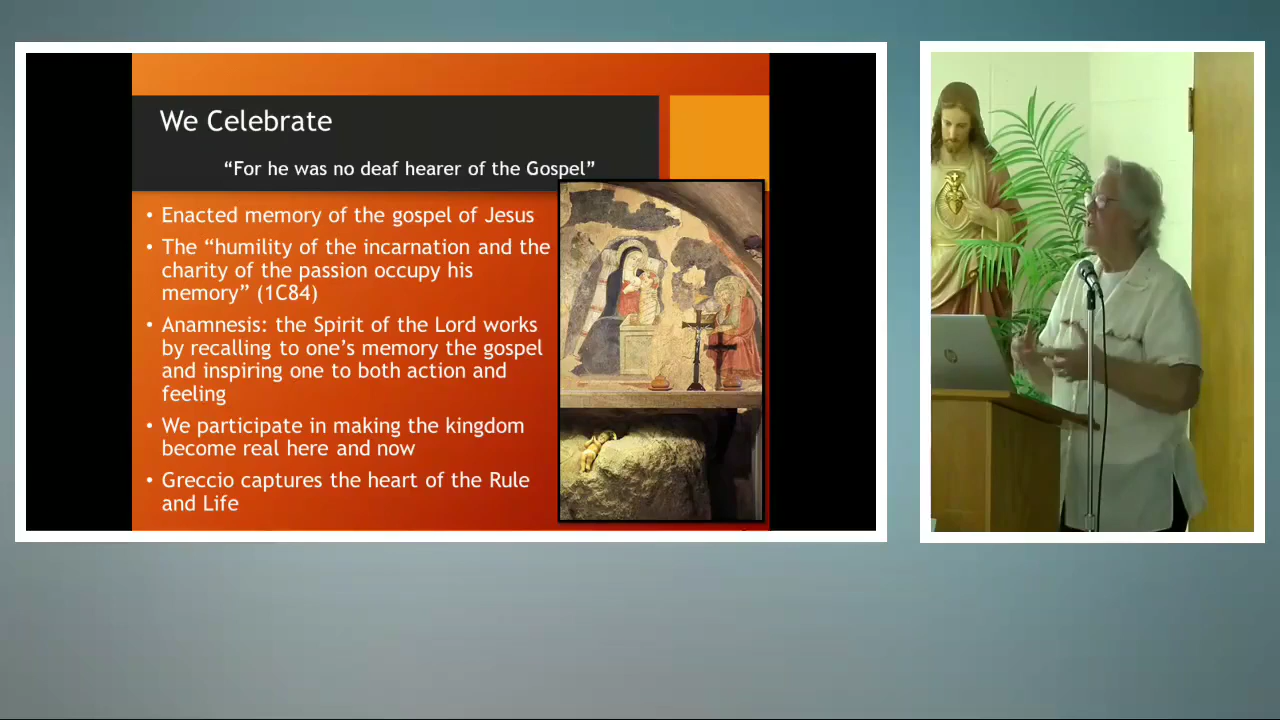 We Celebrate
“For he was no deaf hearer of the Gospel”
• Enacted memory of the gospel of Jesus
• The “humility of the incarnation and the
charity of the passion occupy his
memory” (1C84)
• Anamnesis: the Spirit of the Lord works
by recalling to one’s memory the gospel
and inspiring one to both action and
feeling
• We participate in making the kingdom
become real here and now
• Greccio captures the heart of the Rule
and Life